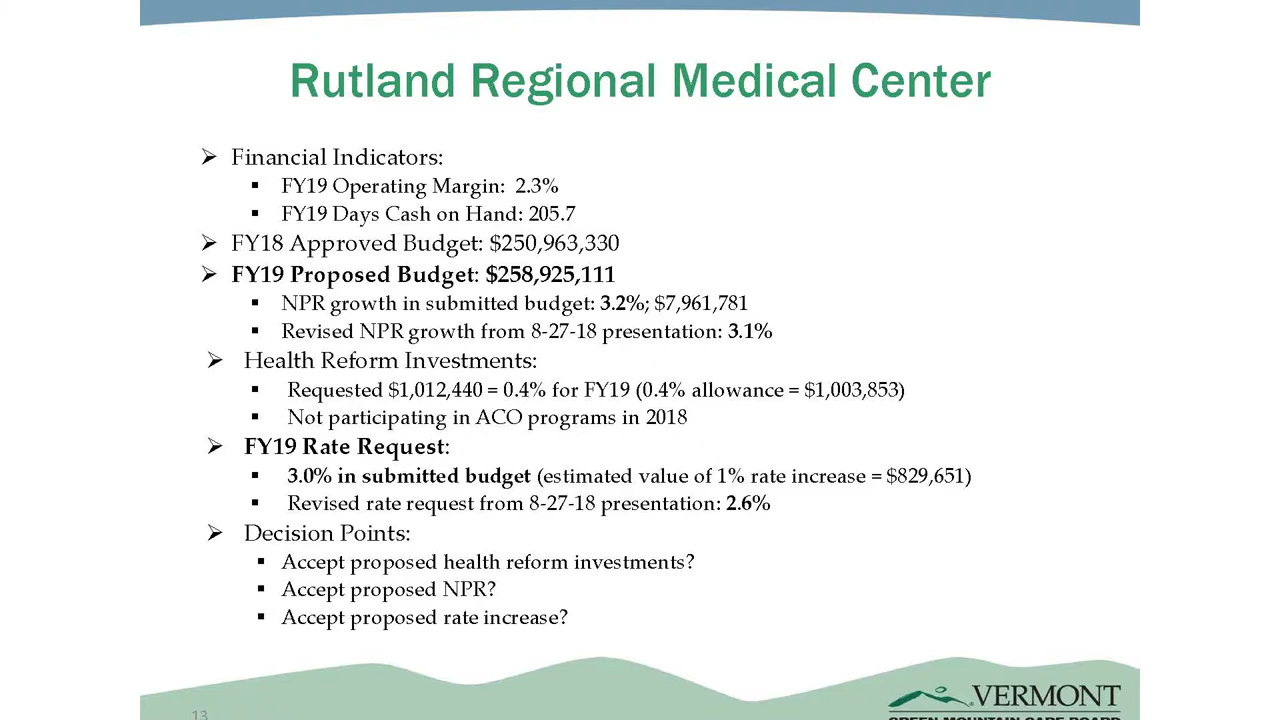 Rutland Regional Medical Center
➢ Financial Indicators:
▪ FY19 Operating Margin: 2.3%
▪ FY19 Days Cash on Hand: 205.7
➢ FY18 Approved Budget: $250,963,330
➢ FY19 Proposed Budget: $258,925,111
▪ NPR growth in submitted budget: 3.2%; $7,961,781
▪ Revised NPR growth from 8-27-18 presentation: 3.1%
➢ Health Reform Investments:
▪ Requested $1,012,440 = 0.4% for FY19 (0.4% allowance = $1,003,853)
▪ Not participating in ACO programs in 2018
➢ FY19 Rate Request:
▪ 3.0% in submitted budget (estimated value of 1% rate increase = $829,651)
▪ Revised rate request from 8-27-18 presentation: 2.6%
➢ Decision Points:
▪ Accept proposed health reform investments?
▪ Accept proposed NPR?
▪ Accept proposed rate increase?
13
VERMONT
GREEN MOUNTAIN CARE BOARD